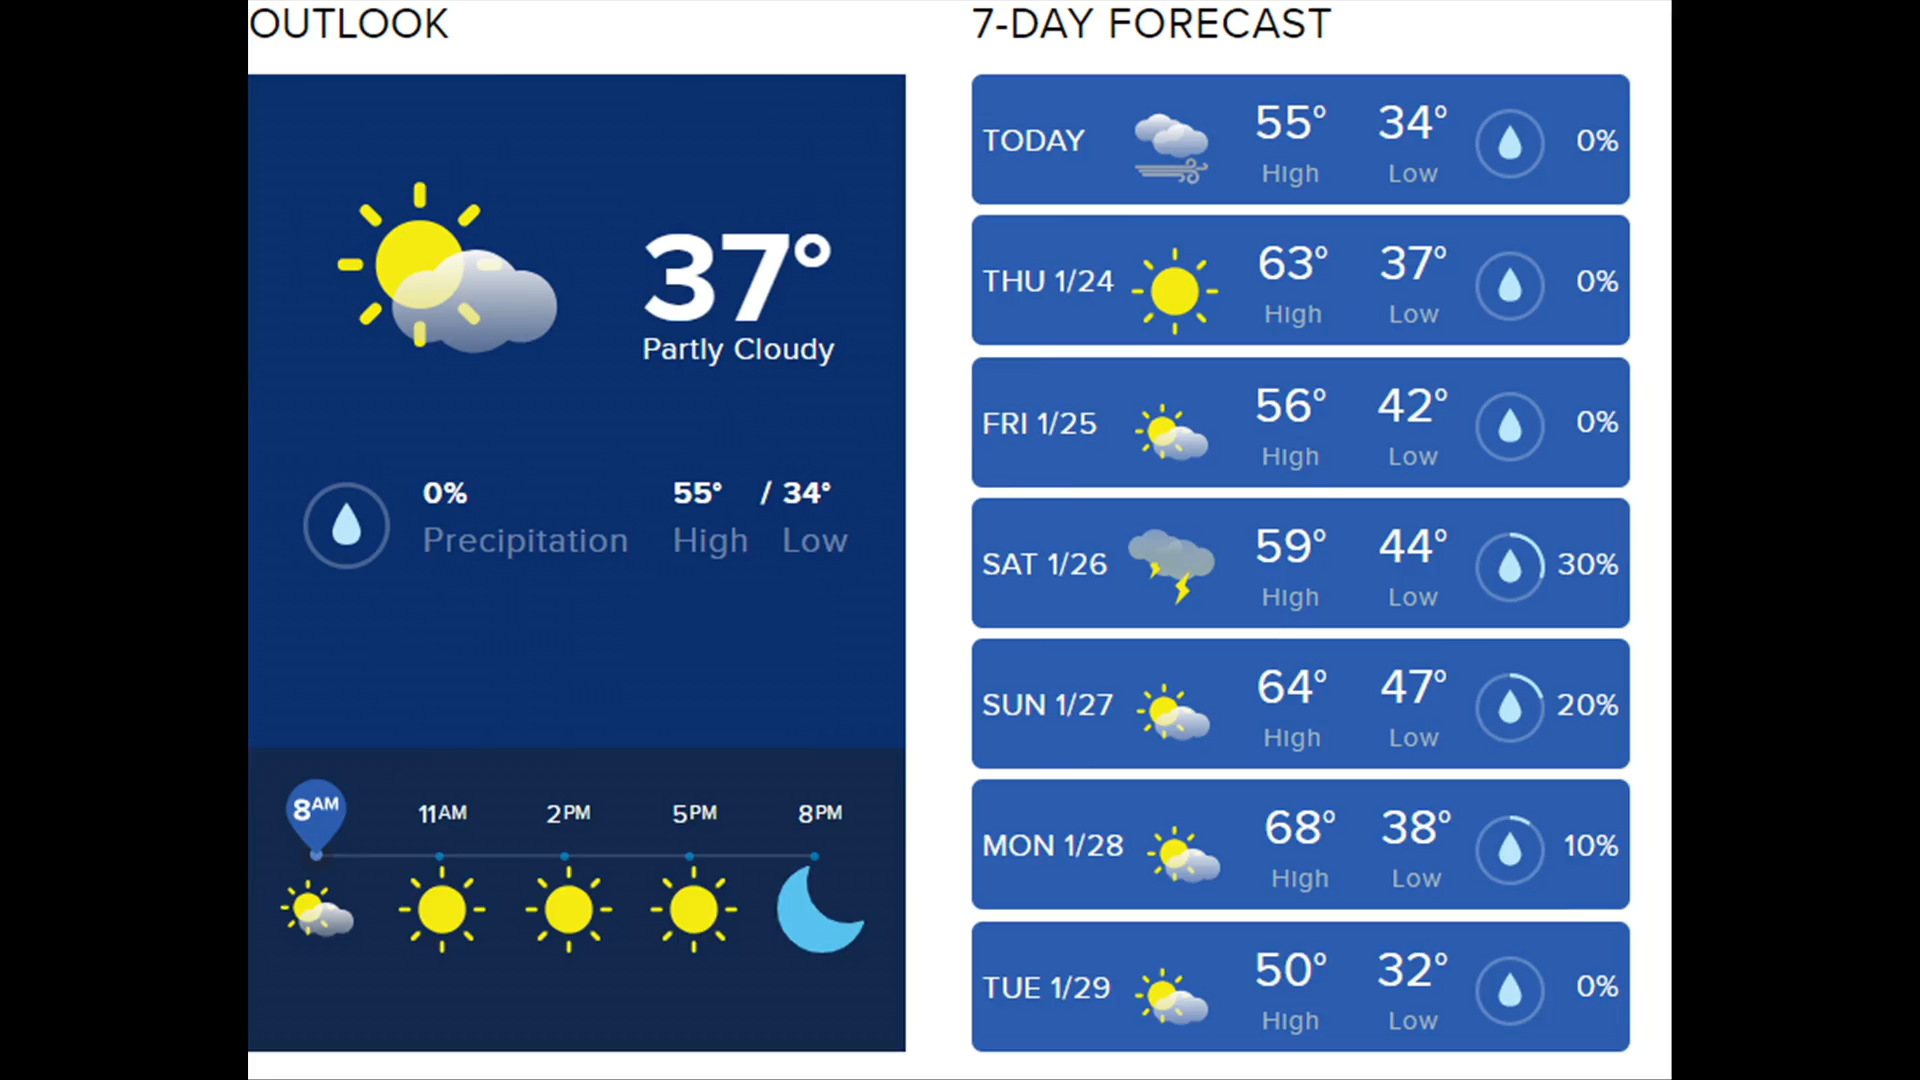 OUTLOOK
37°
Partly Cloudy
0%
Precipitation
55° / 34°
High Low
8AM 11AM 2PM 5PM 8PM
7-DAY FORECAST
TODAY 55° 34° 0%
High Low
THU 1/24 63° 37° 0%
High Low
FRI 1/25 56° 42° 0%
High Low
SAT 1/26 59° 44° 30%
High Low
SUN 1/27 64° 47° 20%
High Low
MON 1/28 68° 38° 10%
High Low
TUE 1/29 50° 32° 0%
High Low